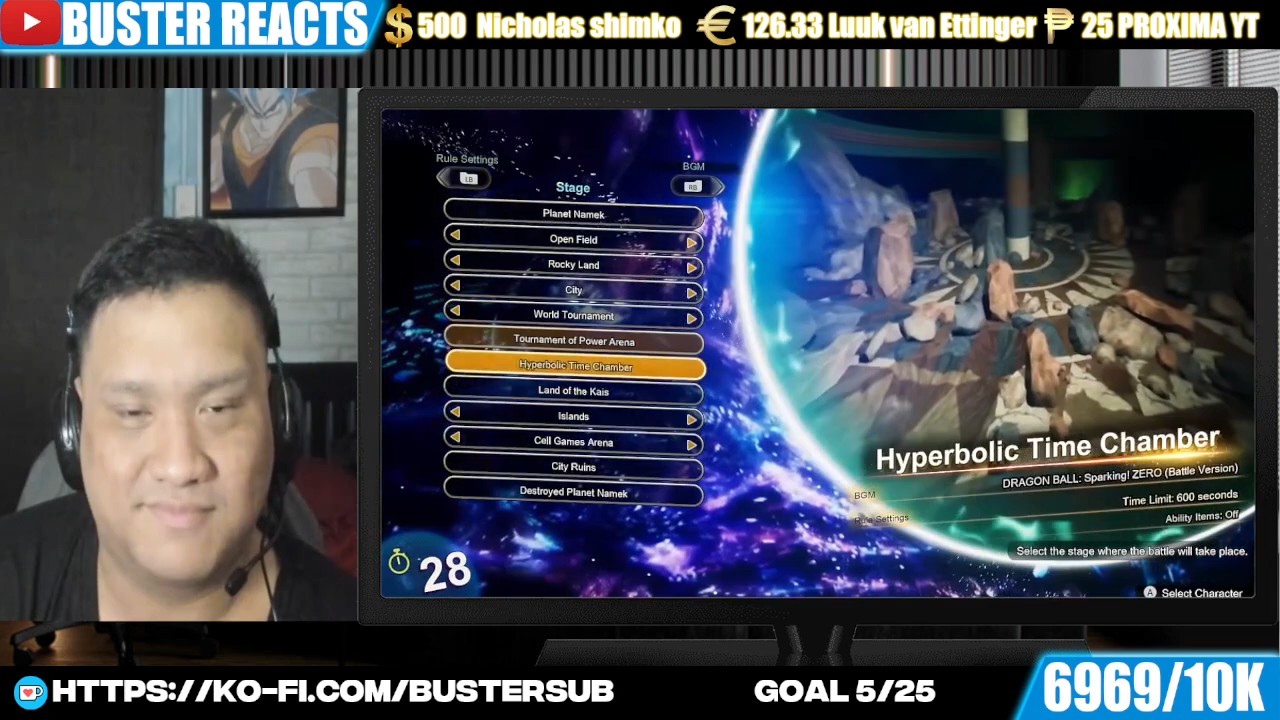 BUSTER REACTS
$ 500 Nicholas shimko € 126.33 Luuk van Ettinger ₱ 25 PROXIMA YT
Rule Settings
LB
BGM
RB
Stage
Planet Namek
Open Field
Rocky Land
City
World Tournament
Tournament of Power Arena
Hyperbolic Time Chamber
Land of the Kais
Islands
Cell Games Arena
City Ruins
Destroyed Planet Namek
28
Hyperbolic Time Chamber
BGM
DRAGON BALL: Sparking! ZERO (Battle Version)
Rule Settings
Time Limit: 600 seconds
Ability Items: Off
Select the stage where the battle will take place.
A Select Character
HTTPS://KO-FI.COM/BUSTERSUB
GOAL 5/25
6969/10K